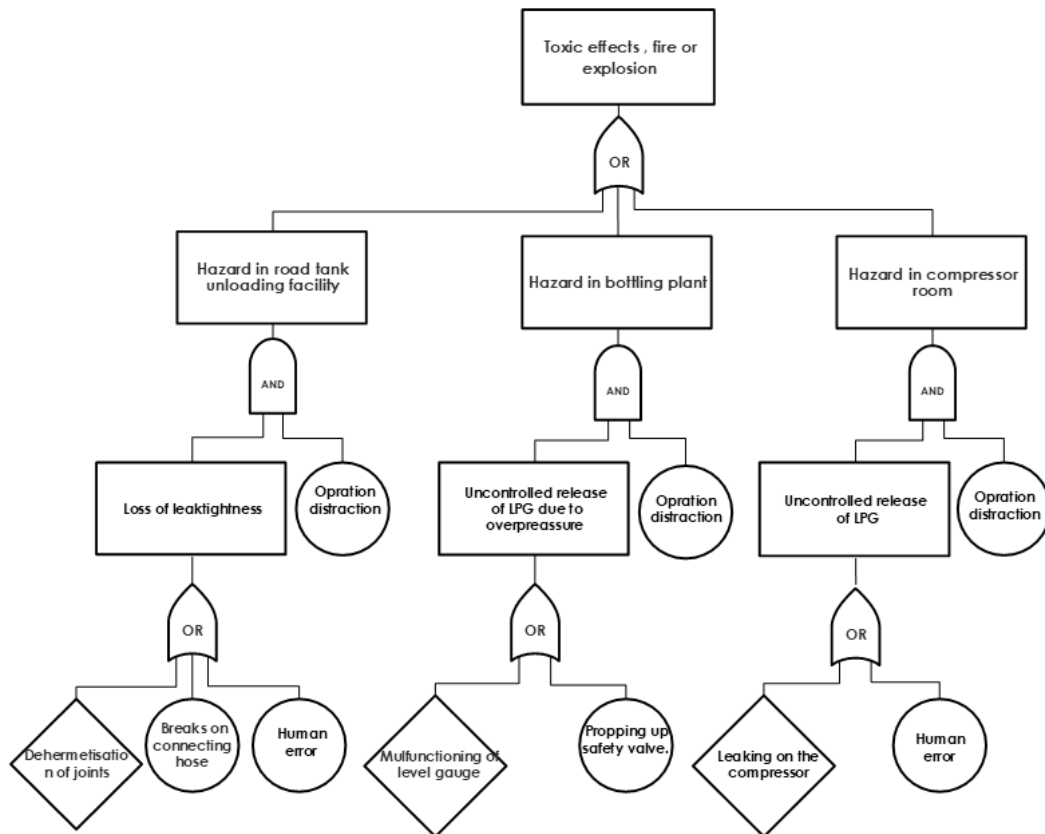 Toxic effects , fire or
explosion
OR
Hazard in road tank
unloading facility
Hazard in bottling plant
Hazard in compressor
room
AND
AND
AND
Loss of leaktightness
Opration
distraction
Uncontrolled release
of LPG due to
overpreassure
Opration
distraction
Uncontrolled release
of LPG
Opration
distraction
OR
OR
OR
Dehermetisatio
n of joints
Breaks on
connecting
hose
Human
error
Mulfunctioning of
level gauge
Propping up
safety valve.
Leaking on the
compressor
Human
error